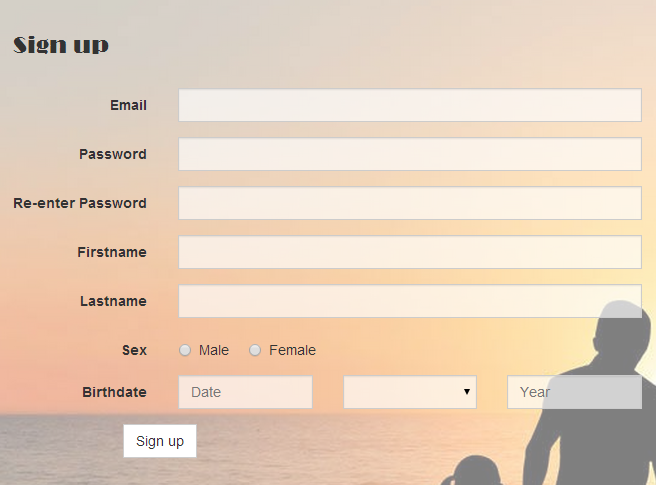 Sign up
Email
Password
Re-enter Password
Firstname
Lastname
Sex Male Female
Birthdate Date Year
Sign up